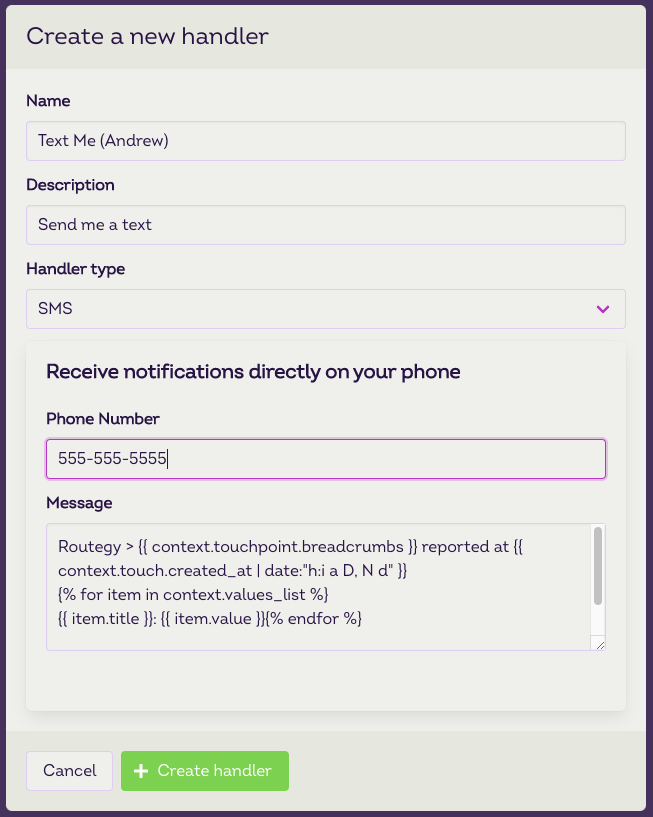 Create a new handler
Name
Text Me (Andrew)
Description
Send me a text
Handler type
SMS
Receive notifications directly on your phone
Phone Number
555-555-5555
Message
Routegy > {{ context.touchpoint.breadcrumbs }} reported at {{
context.touch.created_at | date:"h:i a D, N d" }}
{% for item in context.values_list %}
{{ item.title }}: {{ item.value }}{% endfor %}
Cancel
+ Create handler